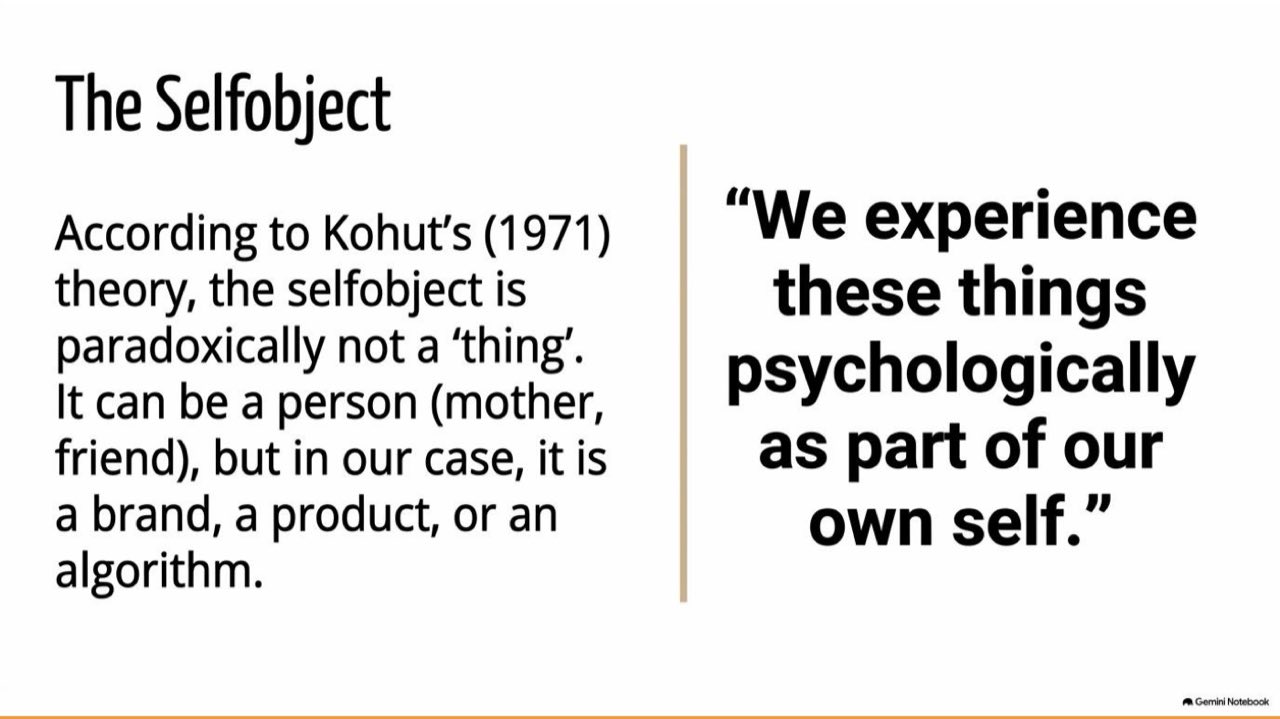 The Selfobject
According to Kohut’s (1971)
theory, the selfobject is
paradoxically not a ‘thing’.
It can be a person (mother,
friend), but in our case, it is
a brand, a product, or an
algorithm.
“We experience
these things
psychologically
as part of our
own self.”
Gemini Notebook